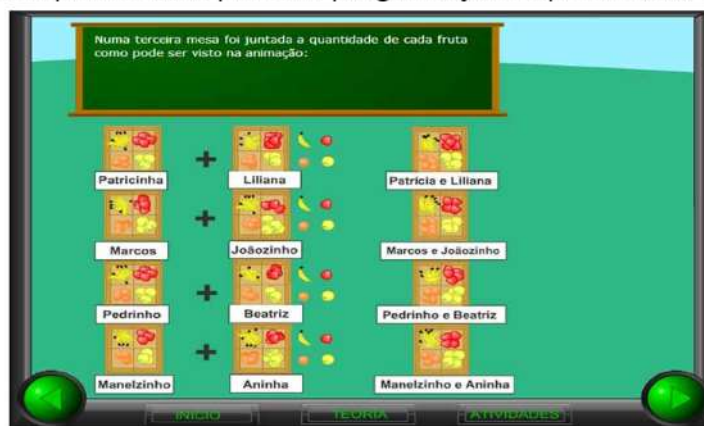 Numa terceira mesa foi juntada a quantidade de cada fruta
como pode ser visto na animação:
+
Patricinha
Liliana
Patrícia e Liliana
+
Marcos
Joãozinho
Marcos e Joãozinho
+
Pedrinho
Beatriz
Pedrinho e Beatriz
+
Manelzinho
Aninha
Manelzinho e Aninha
INÍCIO
TEORIA
ATIVIDADES